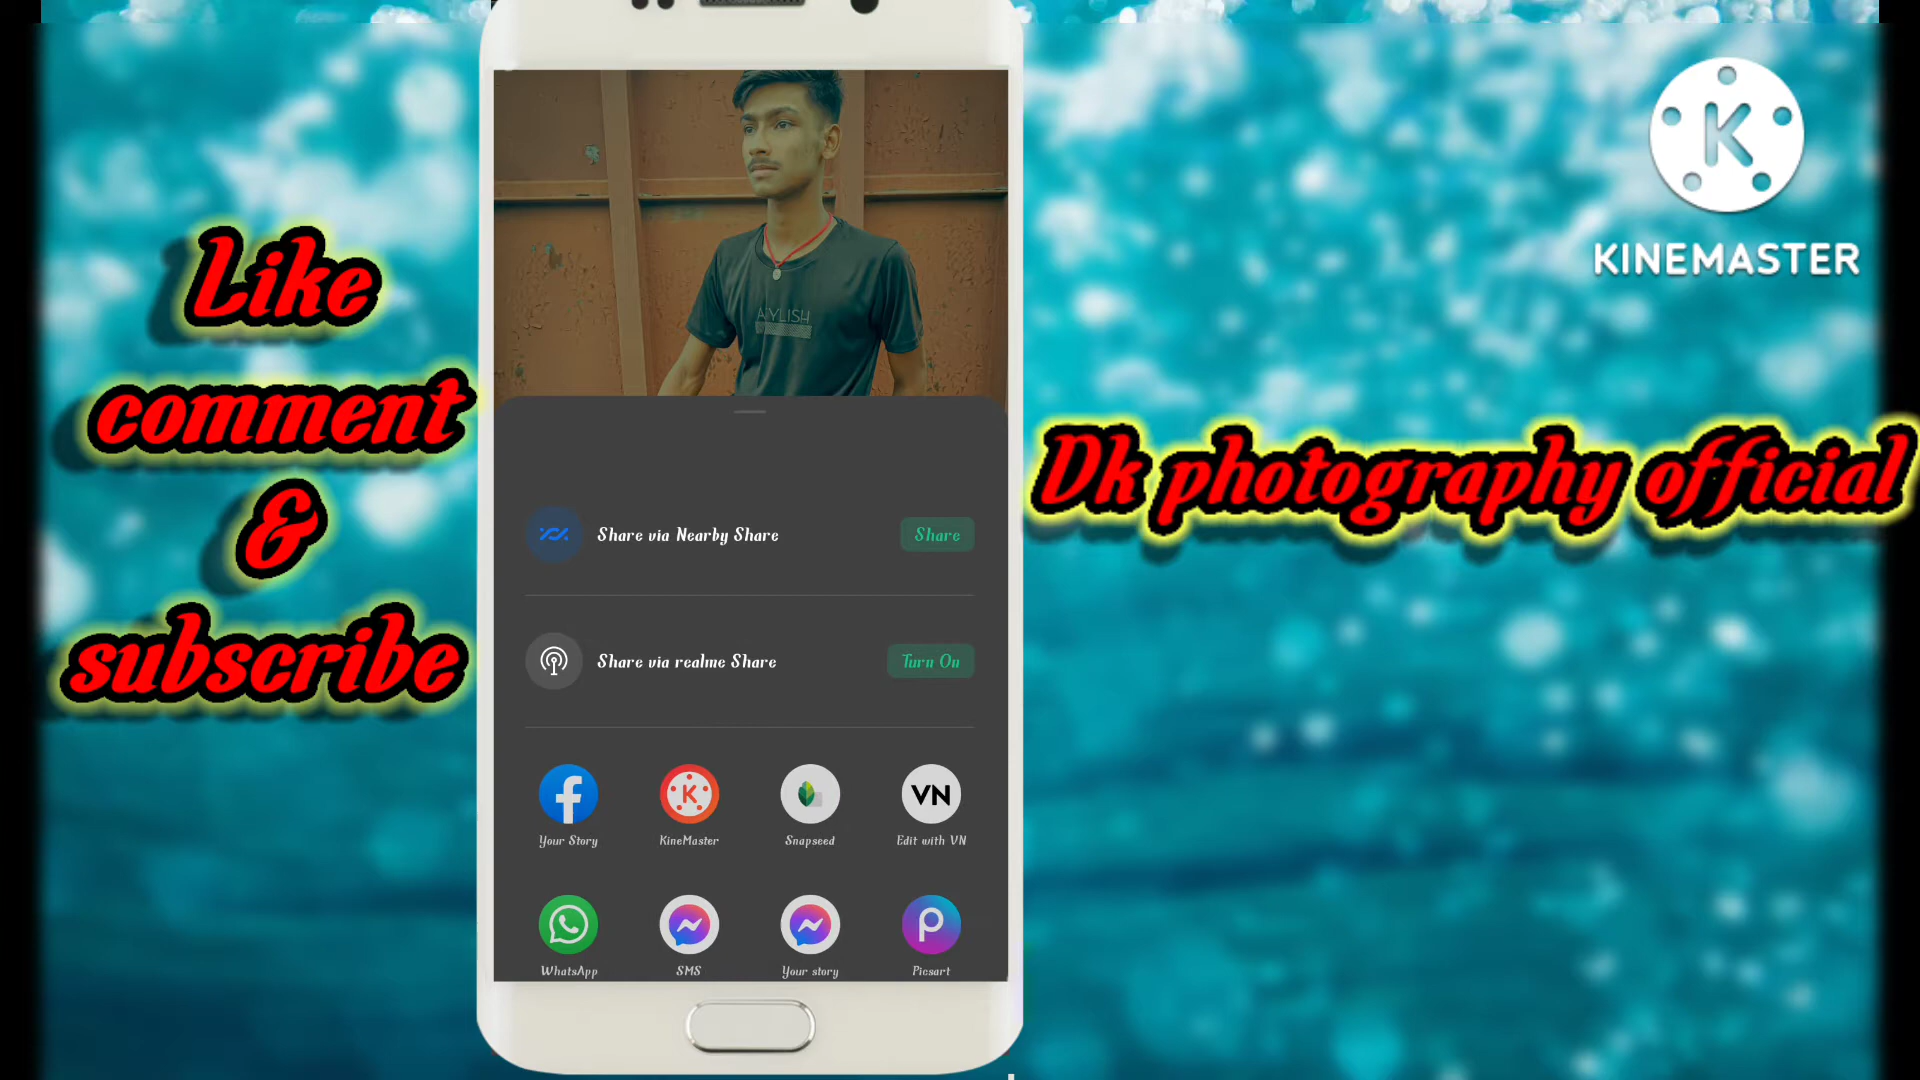 Like
comment
&
subscribe
KINEMASTER
Dk photography official
Share via Nearby Share
Share
Share via realme Share
Turn On
VN
Your Story
KineMaster
Snapseed
Edit with VN
WhatsApp
SMS
Your story
Picsart